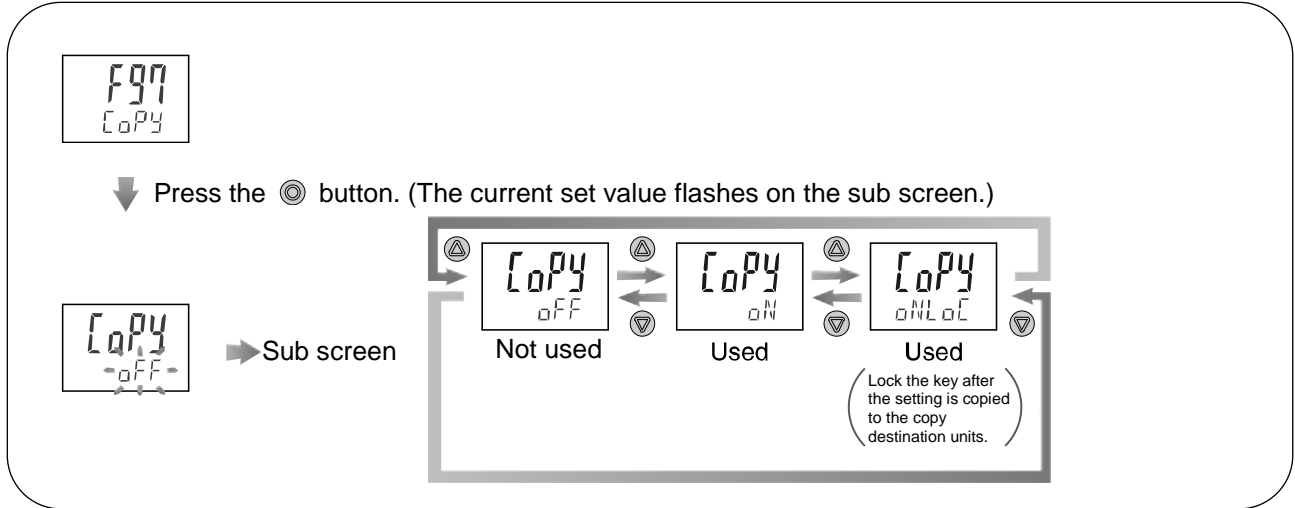 F97
CoPY
Press the button. (The current set value flashes on the sub screen.)
CoPY
oFF
Sub screen
CoPY
oFF
Not used
CoPY
oN
Used
CoPY
oNLoC
Used
Lock the key after
the setting is copied
to the copy
destination units.